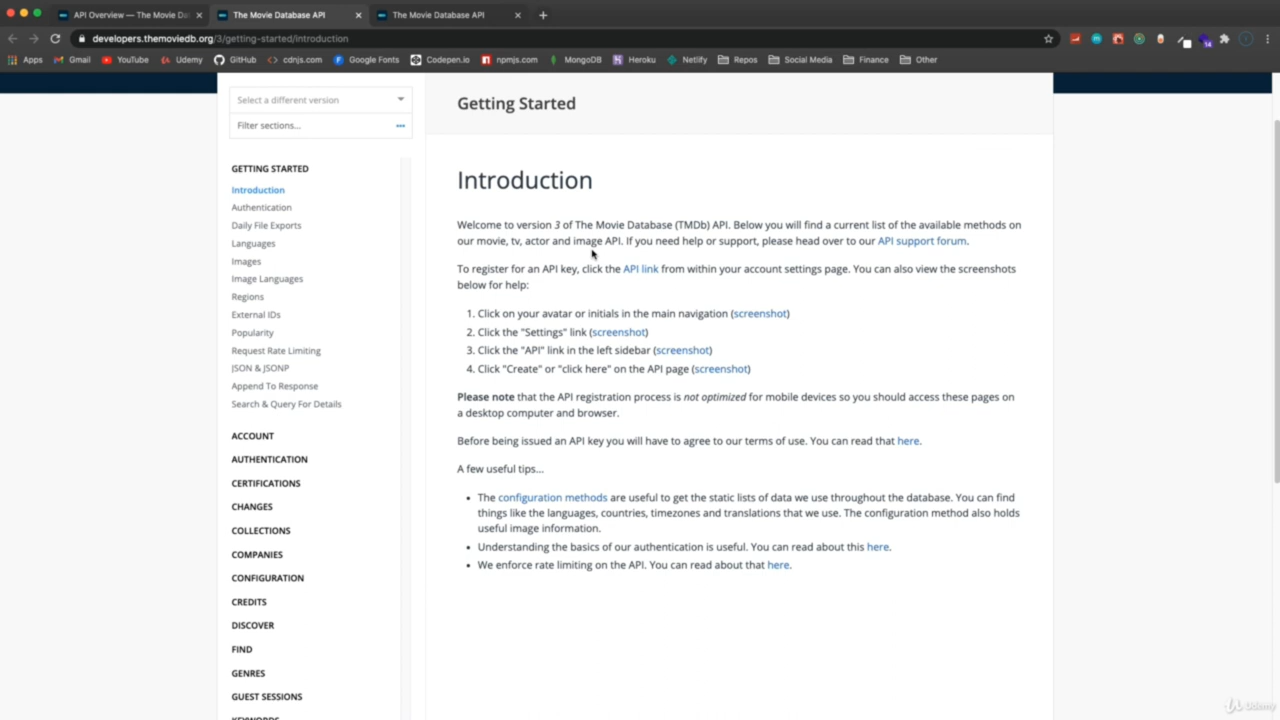 API Overview — The Movie Da
The Movie Database API
The Movie Database API
developers.themoviedb.org/3/getting-started/introduction
Apps
Gmail
YouTube
Udemy
GitHub
cdnjs.com
Google Fonts
Codepen.io
npmjs.com
MongoDB
Heroku
Netlify
Repos
Social Media
Finance
Other
14
Select a different version
Filter sections...
GETTING STARTED
Introduction
Authentication
Daily File Exports
Languages
Images
Image Languages
Regions
External IDs
Popularity
Request Rate Limiting
JSON & JSONP
Append To Response
Search & Query For Details
ACCOUNT
AUTHENTICATION
CERTIFICATIONS
CHANGES
COLLECTIONS
COMPANIES
CONFIGURATION
CREDITS
DISCOVER
FIND
GENRES
GUEST SESSIONS
KEYWORDS
Getting Started
Introduction
Welcome to version 3 of The Movie Database (TMDb) API. Below you will find a current list of the available methods on
our movie, tv, actor and image API. If you need help or support, please head over to our API support forum.
To register for an API key, click the API link from within your account settings page. You can also view the screenshots
below for help:
1. Click on your avatar or initials in the main navigation (screenshot)
2. Click the "Settings" link (screenshot)
3. Click the "API" link in the left sidebar (screenshot)
4. Click "Create" or "click here" on the API page (screenshot)
Please note that the API registration process is not optimized for mobile devices so you should access these pages on
a desktop computer and browser.
Before being issued an API key you will have to agree to our terms of use. You can read that here.
A few useful tips...
• The configuration methods are useful to get the static lists of data we use throughout the database. You can find
things like the languages, countries, timezones and translations that we use. The configuration method also holds
useful image information.
• Understanding the basics of our authentication is useful. You can read about this here.
• We enforce rate limiting on the API. You can read about that here.
Udemy